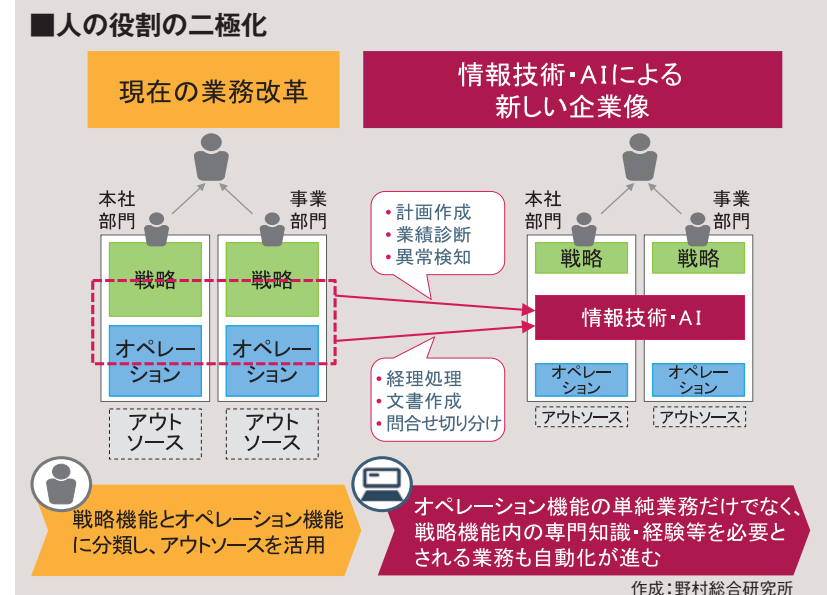 ■人の役割の二極化
現在の業務改革
情報技術・AIによる
新しい企業像
本社
部門
事業
部門
戦略
戦略
オペレー
ション
オペレー
ション
アウト
ソース
アウト
ソース
・計画作成
・業績診断
・異常検知
・経理処理
・文書作成
・問合せ切り分け
本社
部門
事業
部門
戦略
戦略
情報技術・AI
オペレー
ション
オペレー
ション
アウトソース
アウトソース
戦略機能とオペレーション機能
に分類し、アウトソースを活用
オペレーション機能の単純業務だけでなく、
戦略機能内の専門知識・経験等を必要と
される業務も自動化が進む
作成：野村総合研究所